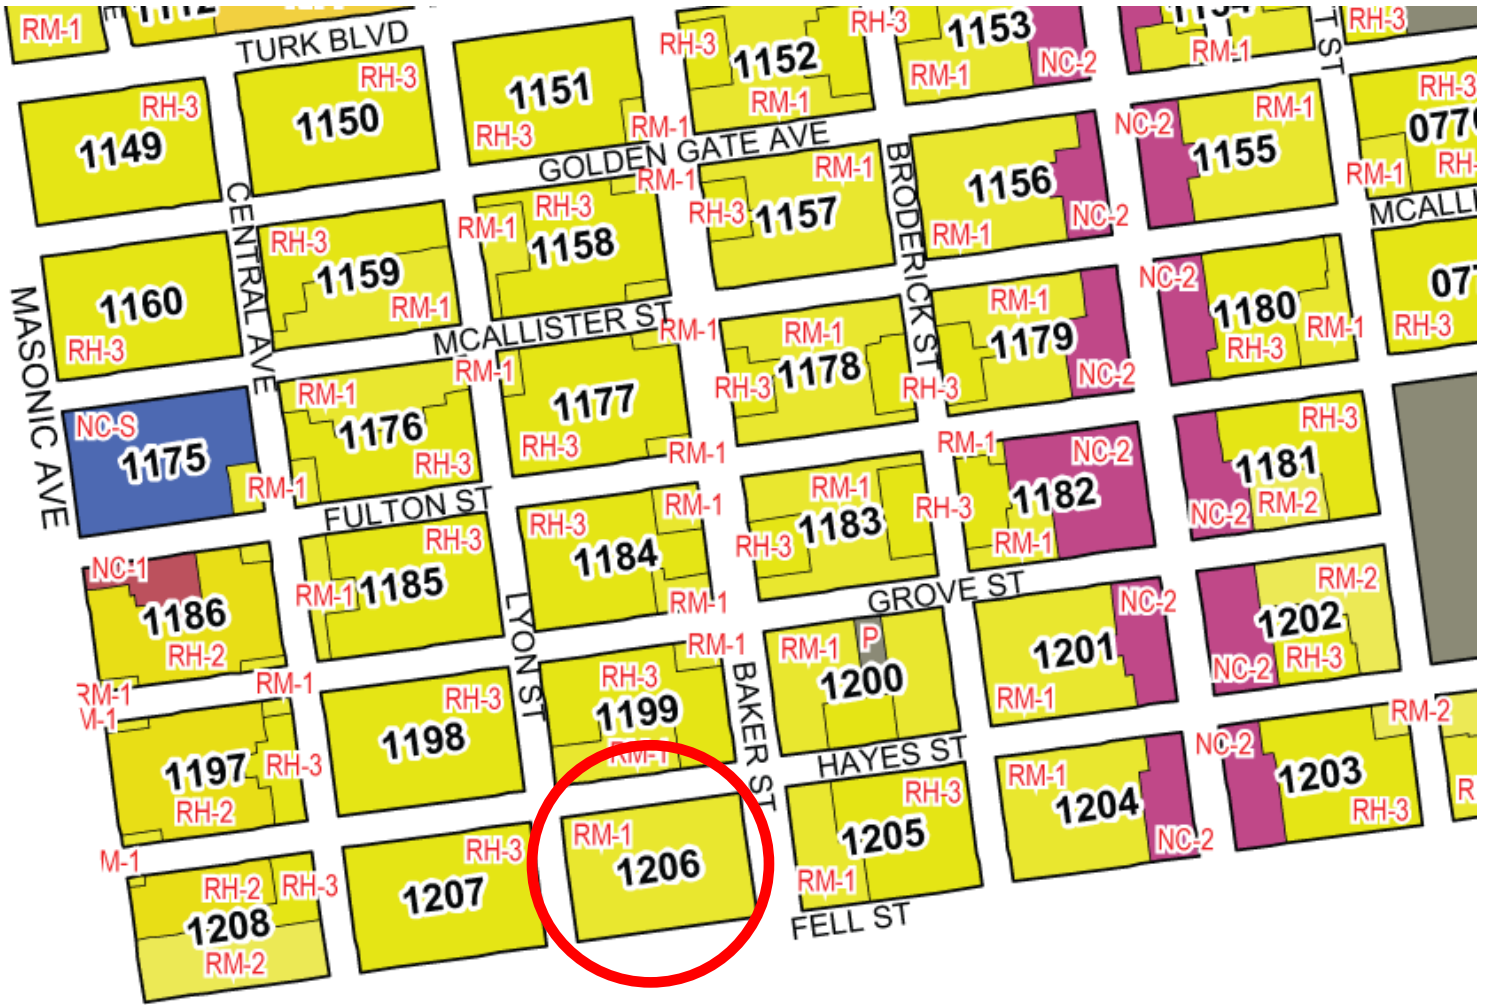 RM-1
TURK BLVD
RH-3
1149
RH-3
1150
1151
RH-3
RM-1
RH-3
1152
RM-1
RH-3
1153
RM-1
NC-2
RM-1
ST
RH-3
GOLDEN GATE AVE
CENTRAL AVE
BRODERICK ST
NC-2
RM-1
1155
RH-3
RM-1
RH-
MCALLI
1156
RM-1
NC-2
RM-1
RM-1
RH-3
1157
RH-3
RM-1
1158
RH-3
1159
RM-1
1160
RH-3
MASONIC AVE
MCALLISTER ST
RM-1
RM-1
RM-1
1178
RH-3
RH-3
RM-1
1179
NC-2
NC-2
1180
RH-3
RM-1
077
RH-3
NC-S
1175
RM-1
RM-1
1176
RH-3
1177
RH-3
RM-1
RM-1
NC-2
1182
RM-1
RH-3
1181
NC-2
RM-2
FULTON ST
RH-3
1184
RM-1
RM-1
RM-1
1183
RH-3
RH-3
NC-1
1186
RH-2
RM-1
RH-3
1185
RM-1
LYON ST
GROVE ST
RM-1
P
1200
NC-2
1201
RM-1
RM-2
1202
NC-2
RH-3
RM-1
RM-1
M-1
RH-3
1198
RH-3
1199
RM-1
BAKER ST
HAYES ST
1197
RH-3
RH-2
RH-3
1205
RM-1
RM-1
1204
NC-2
NC-2
1203
RH-3
RM-2
R
M-1
RH-2
RH-3
1208
RM-2
RH-3
1207
RM-1
1206
FELL ST